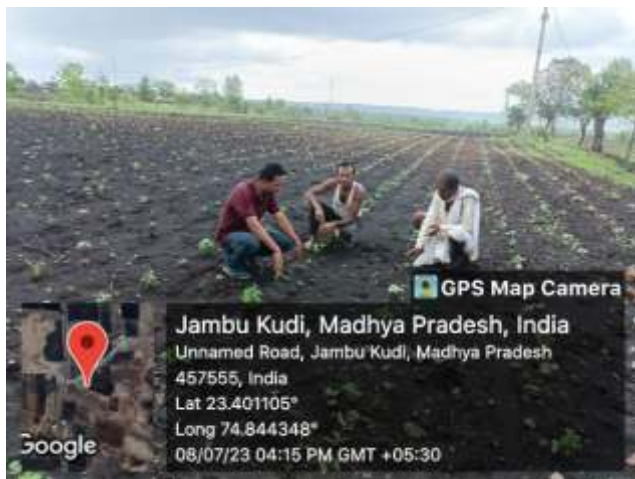 GPS Map Camera
Jambu Kudi, Madhya Pradesh, India
Unnamed Road, Jambu Kudi, Madhya Pradesh
457555, India
Lat 23.401105°
Long 74.844348°
08/07/23 04:15 PM GMT +05:30
Google